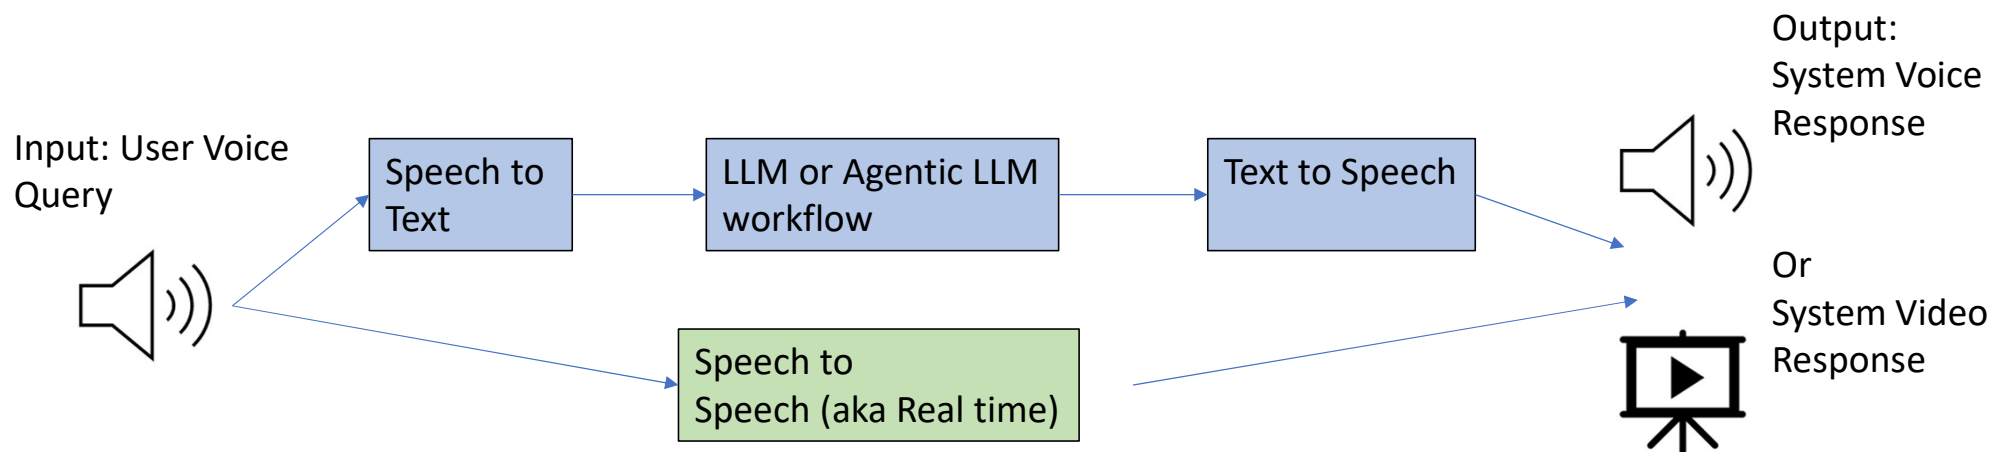 Input: User Voice
Query
Speech to
Text
LLM or Agentic LLM
workflow
Text to Speech
Speech to
Speech (aka Real time)
Output:
System Voice
Response
Or
System Video
Response